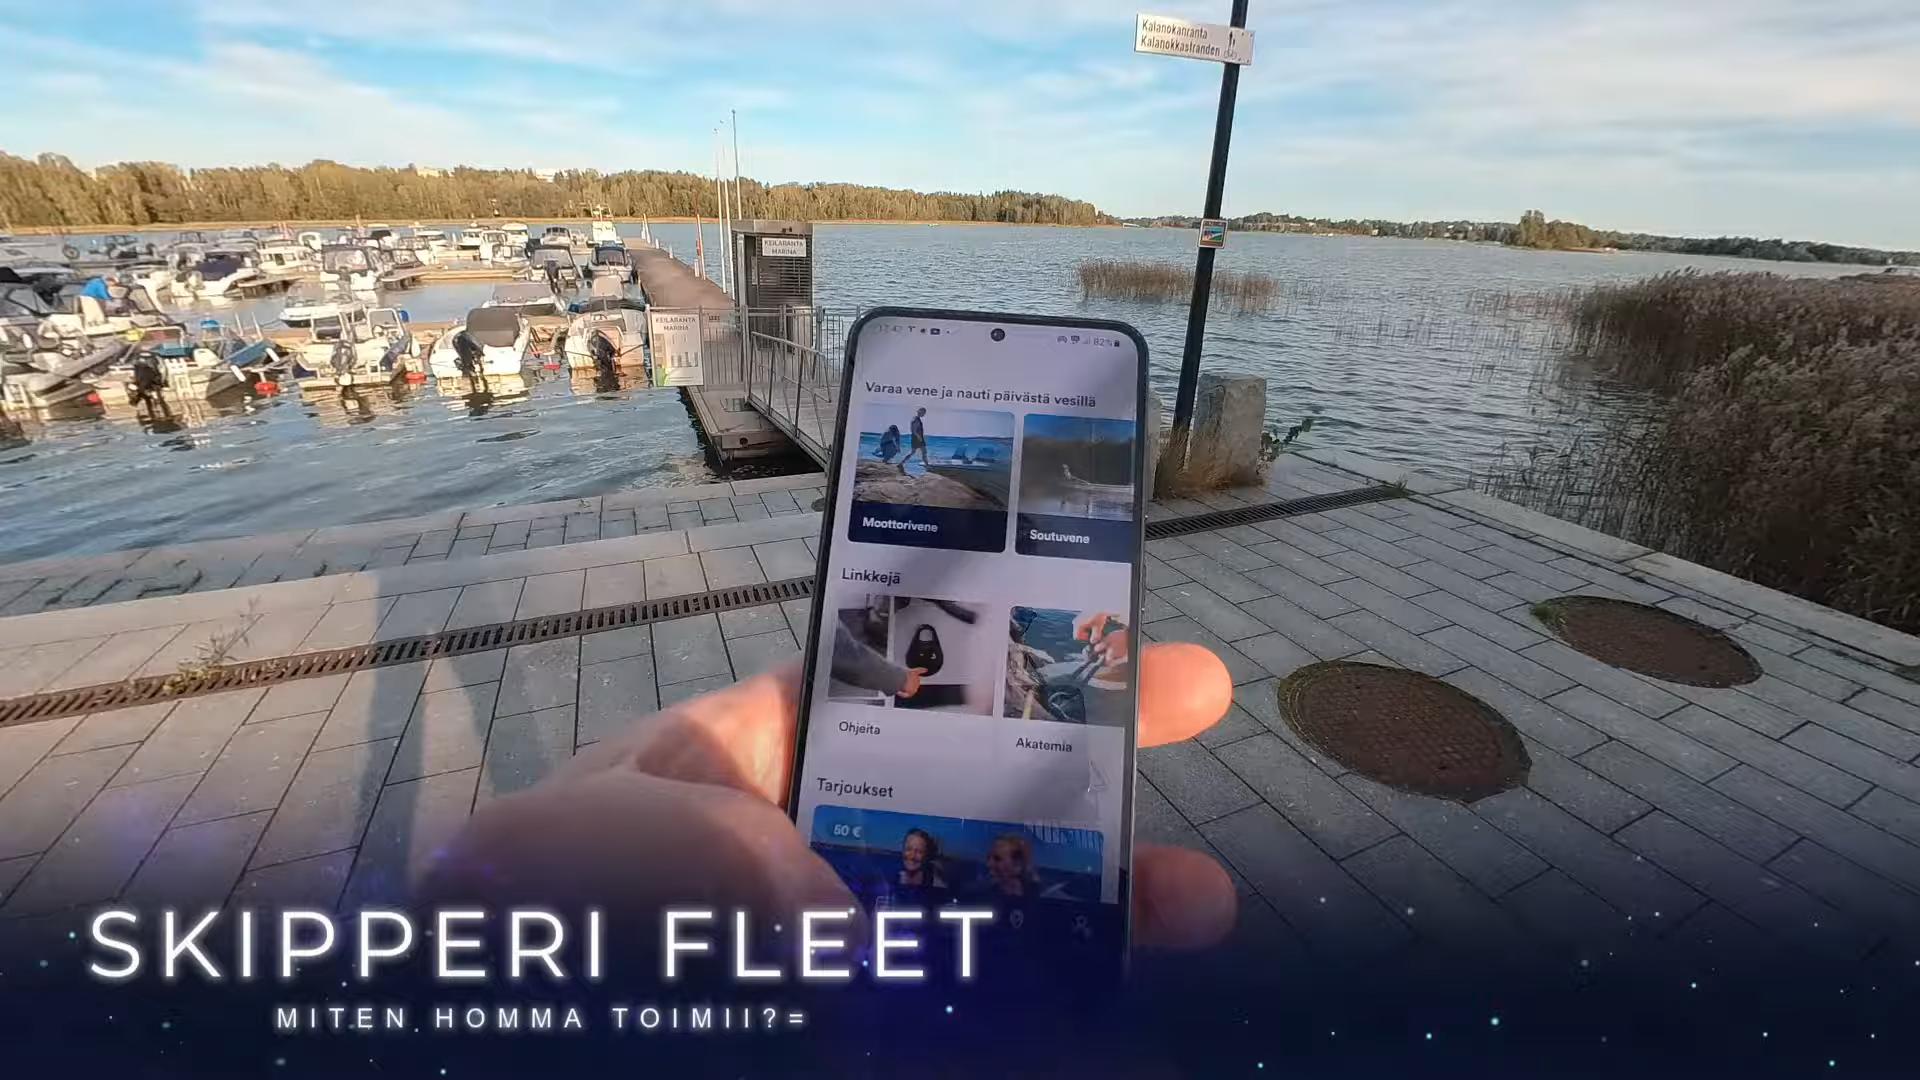 Kalanokanranta
Kalanokkastranden
KEILARANTA
MARINA
KEILARANTA
MARINA
82%
Varaa vene ja nauti päivästä vesillä
Moottorivene
Soutuvene
Linkkejä
Ohjeita
Akatemia
Tarjoukset
50 €
SKIPPERI FLEET
MITEN HOMMA TOIMII?=